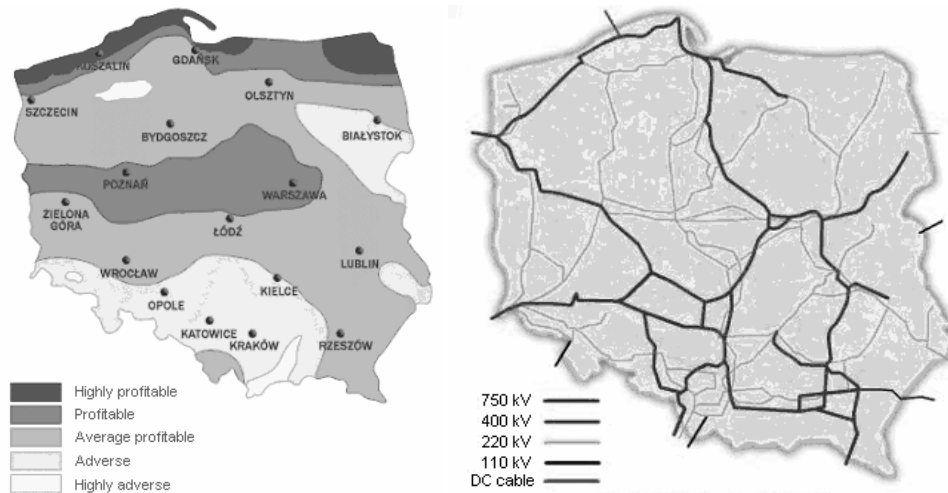 KOSZALIN
GDAŃSK
OLSZTYN
SZCZECIN
BIAŁYSTOK
BYDGOSZCZ
POZNAŃ
WARSZAWA
ZIELONA
GÓRA
ŁÓDŹ
LUBLIN
WROCŁAW
KIELCE
OPOLE
KATOWICE
KRAKÓW
RZESZÓW
Highly profitable
Profitable
Average profitable
Adverse
Highly adverse
750 kV
400 kV
220 kV
110 kV
DC cable